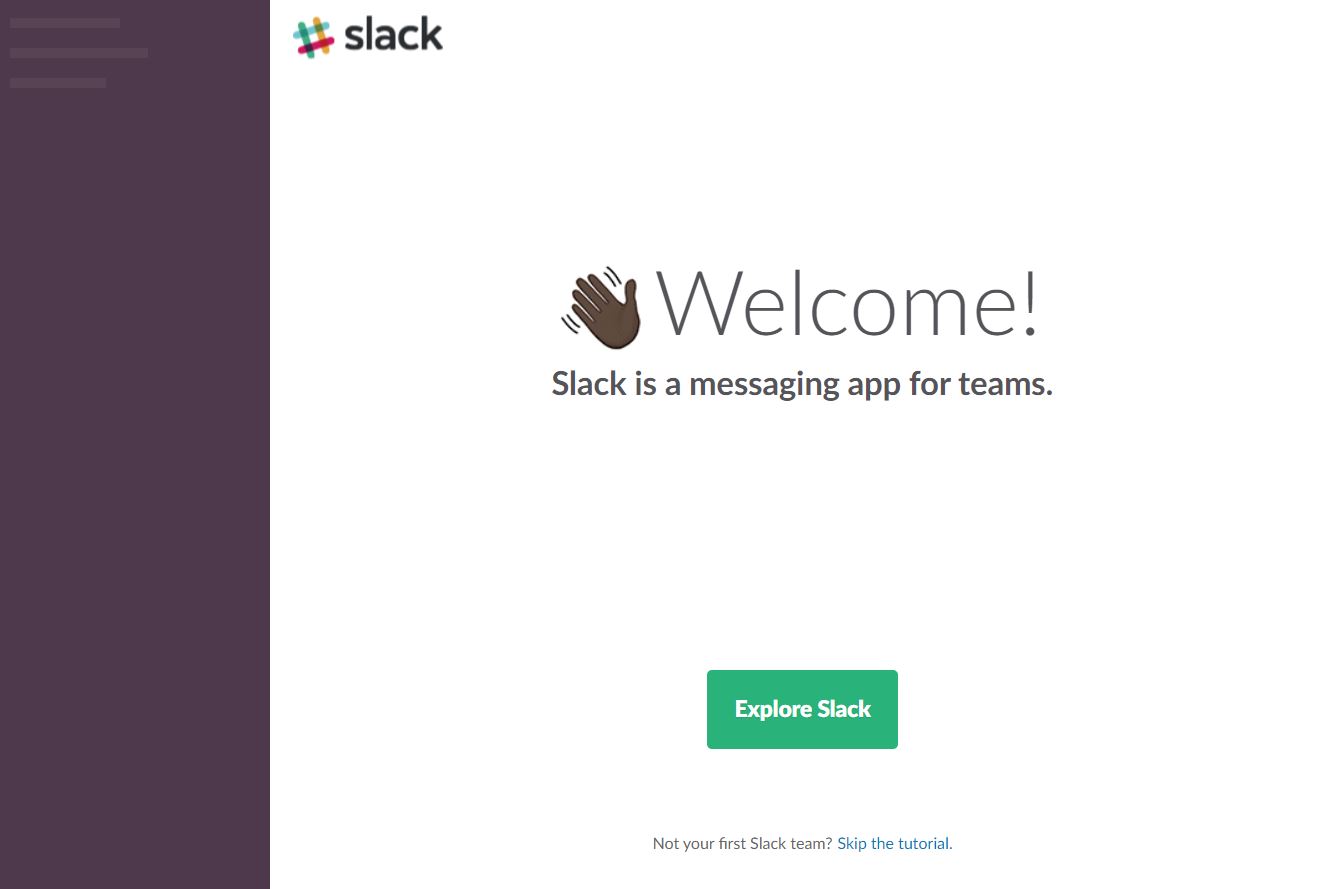 slack
Welcome!
Slack is a messaging app for teams.
Explore Slack
Not your first Slack team? Skip the tutorial.